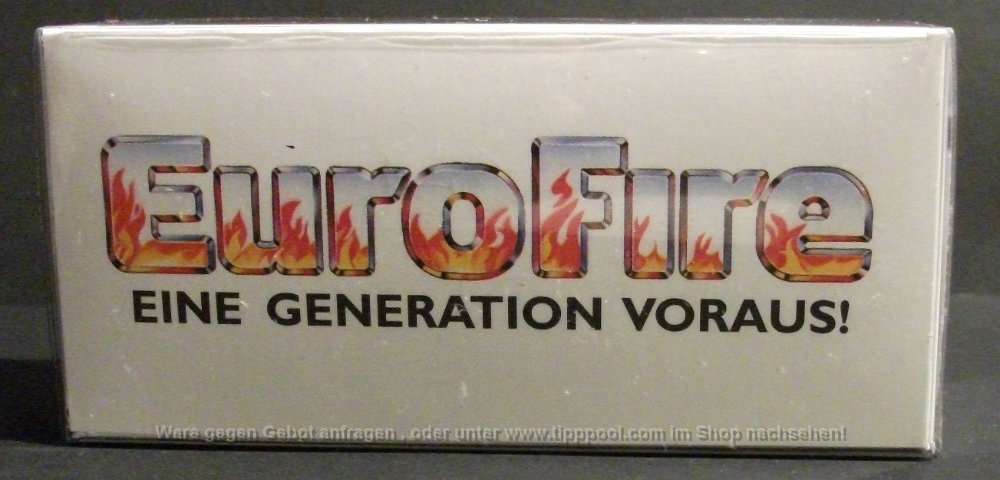 EuroFire
EINE GENERATION VORAUS!
Ware gegen Gebot anfragen , oder unter www.tipppool.com im Shop nachsehen!